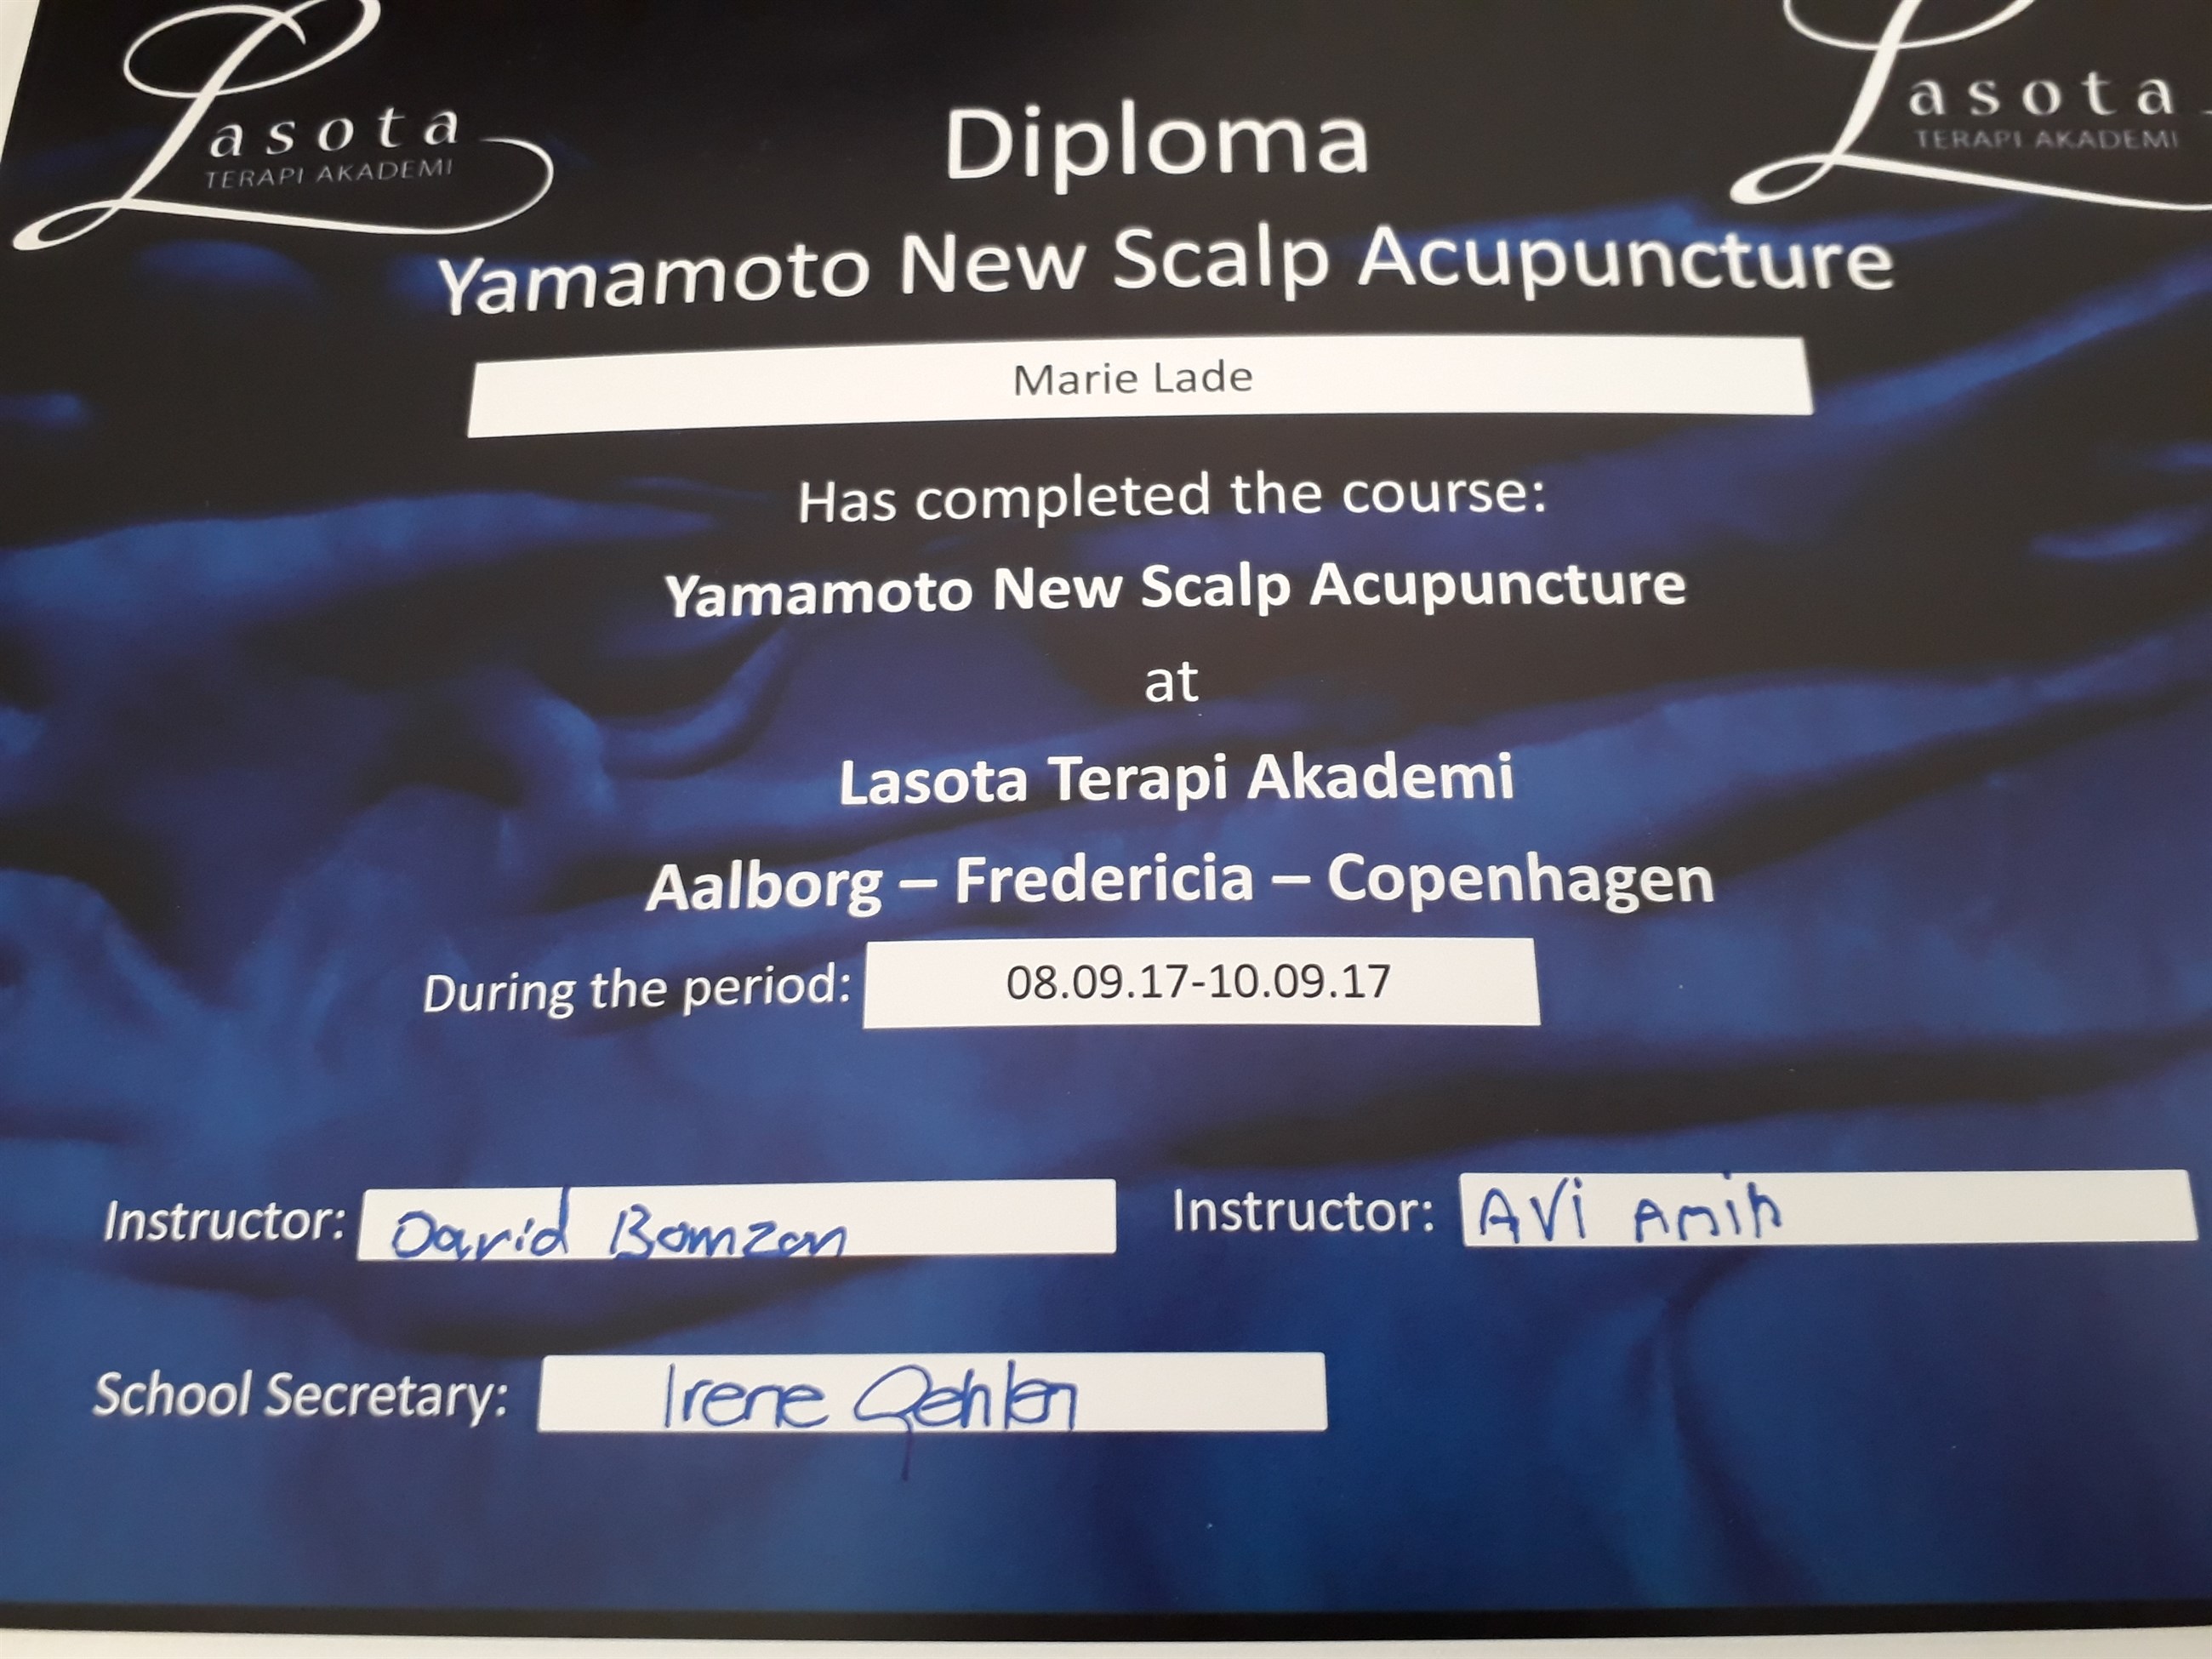 Lasota
TERAPI AKADEMI
Lasota
TERAPI AKADEMI
Diploma
Yamamoto New Scalp Acupuncture
Marie Lade
Has completed the course:
Yamamoto New Scalp Acupuncture
at
Lasota Terapi Akademi
Aalborg – Fredericia – Copenhagen
During the period: 08.09.17-10.09.17
Instructor: David Bomzon Instructor: AVi Amin
School Secretary: Irene